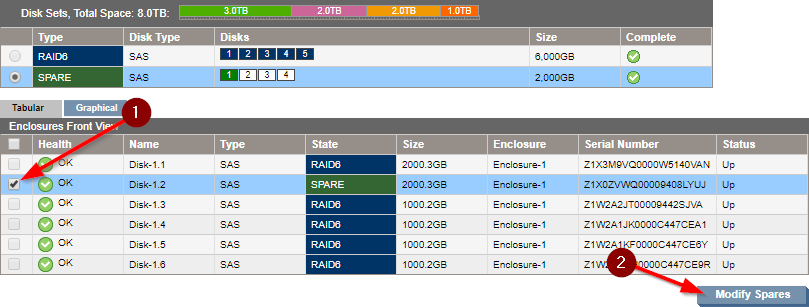 Disk Sets, Total Space: 8.0TB: 3.0TB 2.0TB 2.0TB 1.0TB
Type Disk Type Disks Size Complete
RAID6 SAS 1 2 3 4 5 6,000GB
SPARE SAS 1 2 3 4 2,000GB
Tabular Graphical
1
Enclosures Front View
Health Name Type State Size Enclosure Serial Number Status
OK Disk-1.1 SAS RAID6 2000.3GB Enclosure-1 Z1X3M9VQ0000W5140VAN Up
OK Disk-1.2 SAS SPARE 2000.3GB Enclosure-1 Z1X0ZVWQ00009408LYUJ Up
OK Disk-1.3 SAS RAID6 1000.2GB Enclosure-1 Z1W2A2JT00009442SJVA Up
OK Disk-1.4 SAS RAID6 1000.2GB Enclosure-1 Z1W2A1JK0000C447CEA1 Up
OK Disk-1.5 SAS RAID6 1000.2GB Enclosure-1 Z1W2A1KF0000C447CE6Y Up
OK Disk-1.6 SAS RAID6 1000.2GB Enclosure-1 Up
2
Modify Spares